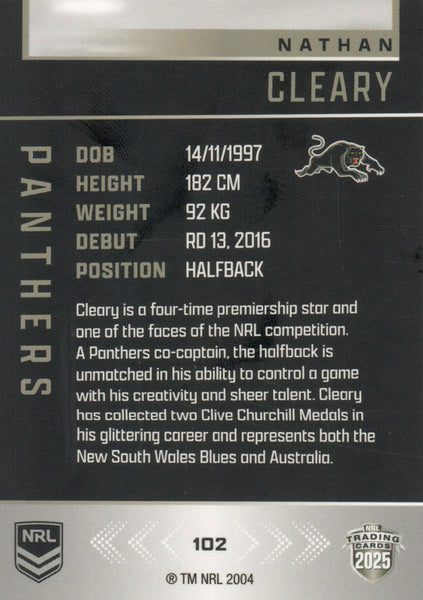 NATHAN
CLEARY
PANTHERS
DOB 14/11/1997
HEIGHT 182 CM
WEIGHT 92 KG
DEBUT RD 13, 2016
POSITION HALFBACK
Cleary is a four-time premiership star and
one of the faces of the NRL competition.
A Panthers co-captain, the halfback is
unmatched in his ability to control a game
with his creativity and sheer talent. Cleary
has collected two Clive Churchill Medals in
his glittering career and represents both the
New South Wales Blues and Australia.
NRL
102
® TM NRL 2004
NRL
TRADING
CARDS
2025